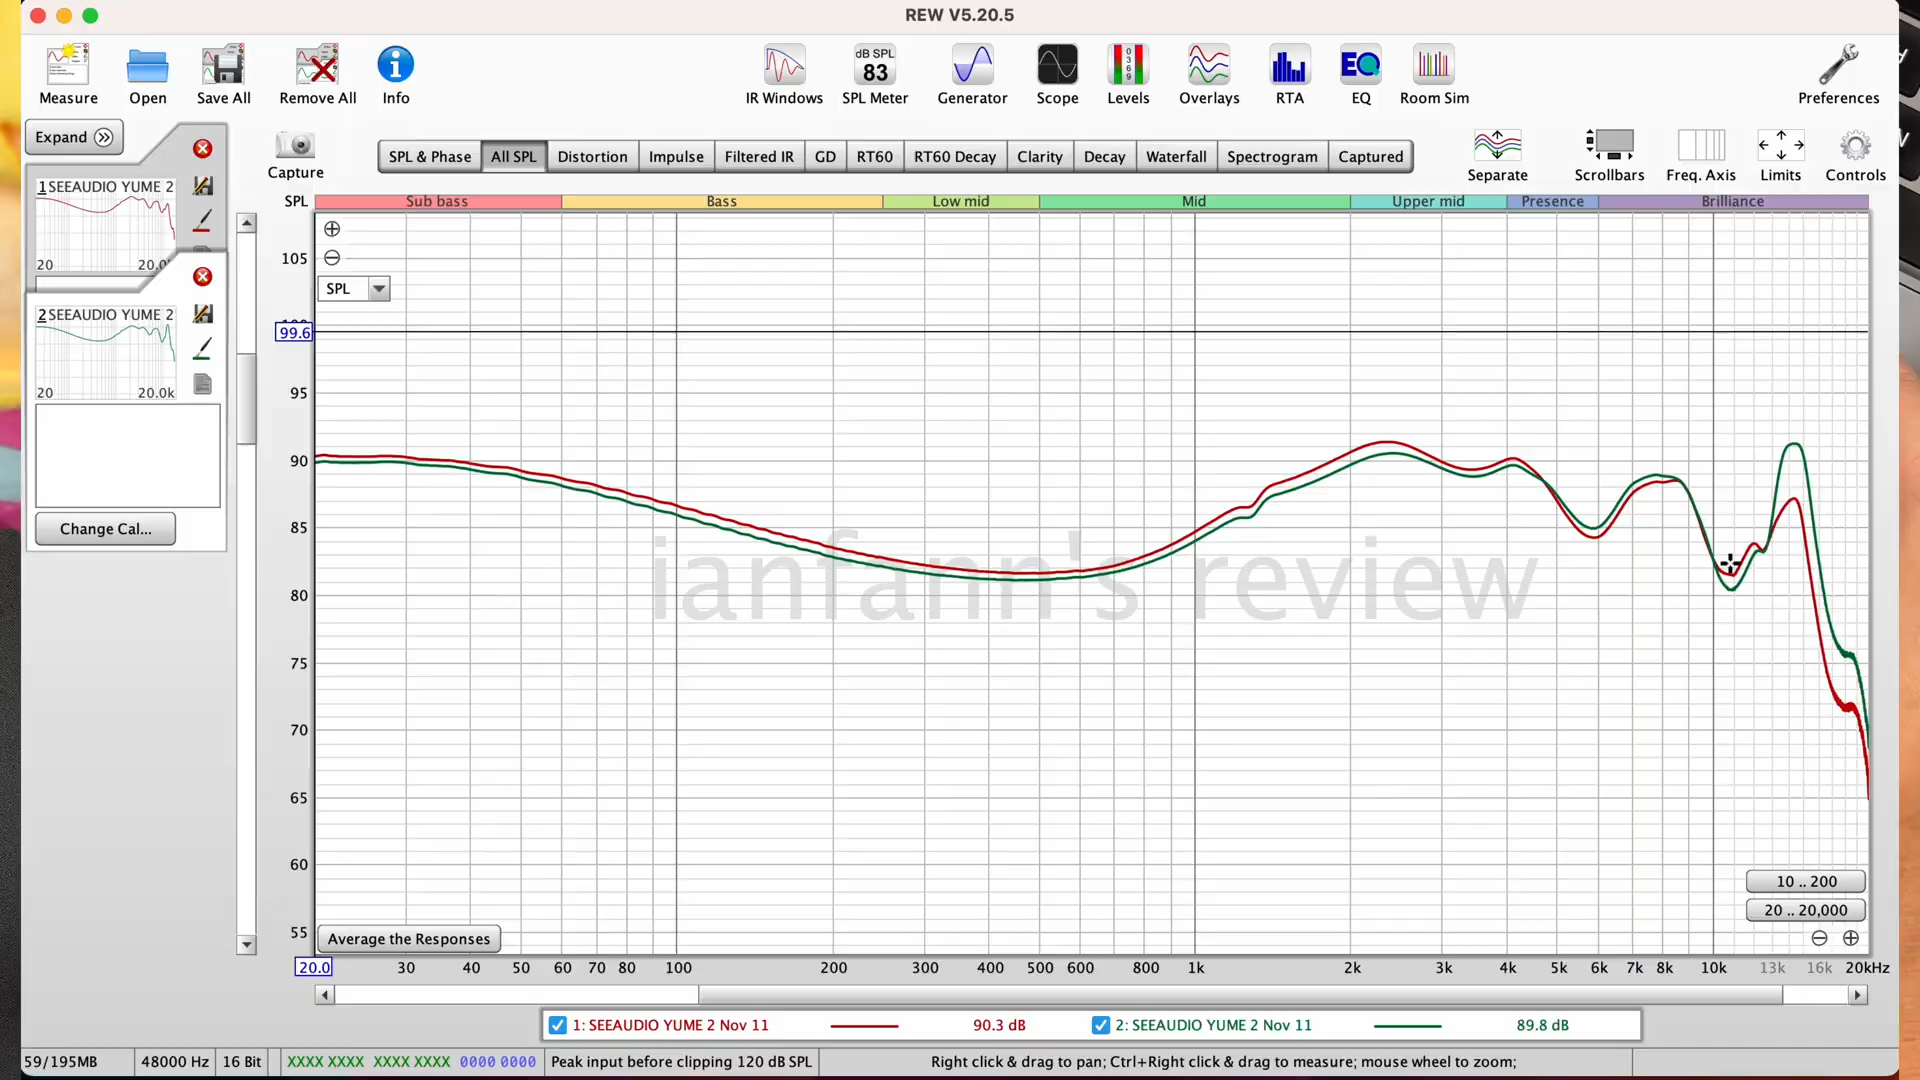 REW V5.20.5
Measure Open Save All Remove All Info IR Windows dB SPL 83 SPL Meter Generator Scope Levels Overlays RTA EQ EQ Room Sim Preferences
Expand
Capture SPL & Phase All SPL Distortion Impulse Filtered IR GD RT60 RT60 Decay Clarity Decay Waterfall Spectrogram Captured Separate Scrollbars Freq. Axis Limits Controls
1 SEEAUDIO YUME 2
20 20.0
2 SEEAUDIO YUME 2
20 20.0k
Change Cal...
SPL Sub bass Bass Low mid Mid Upper mid Presence Brilliance
105
SPL
99.6
95
90
85
80
75
70
65
60
55
ianfann's review
10 .. 200
20 .. 20,000
Average the Responses
20.0 30 40 50 60 70 80 100 200 300 400 500 600 800 1k 2k 3k 4k 5k 6k 7k 8k 10k 13k 16k 20kHz
1: SEEAUDIO YUME 2 Nov 11 90.3 dB 2: SEEAUDIO YUME 2 Nov 11 89.8 dB
59/195MB 48000 Hz 16 Bit XXXX XXXX XXXX XXXX 0000 0000 Peak input before clipping 120 dB SPL Right click & drag to pan; Ctrl+Right click & drag to measure; mouse wheel to zoom;